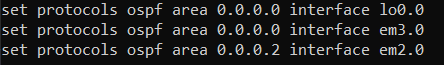 set protocols ospf area 0.0.0.0 interface lo0.0
set protocols ospf area 0.0.0.0 interface em3.0
set protocols ospf area 0.0.0.2 interface em2.0